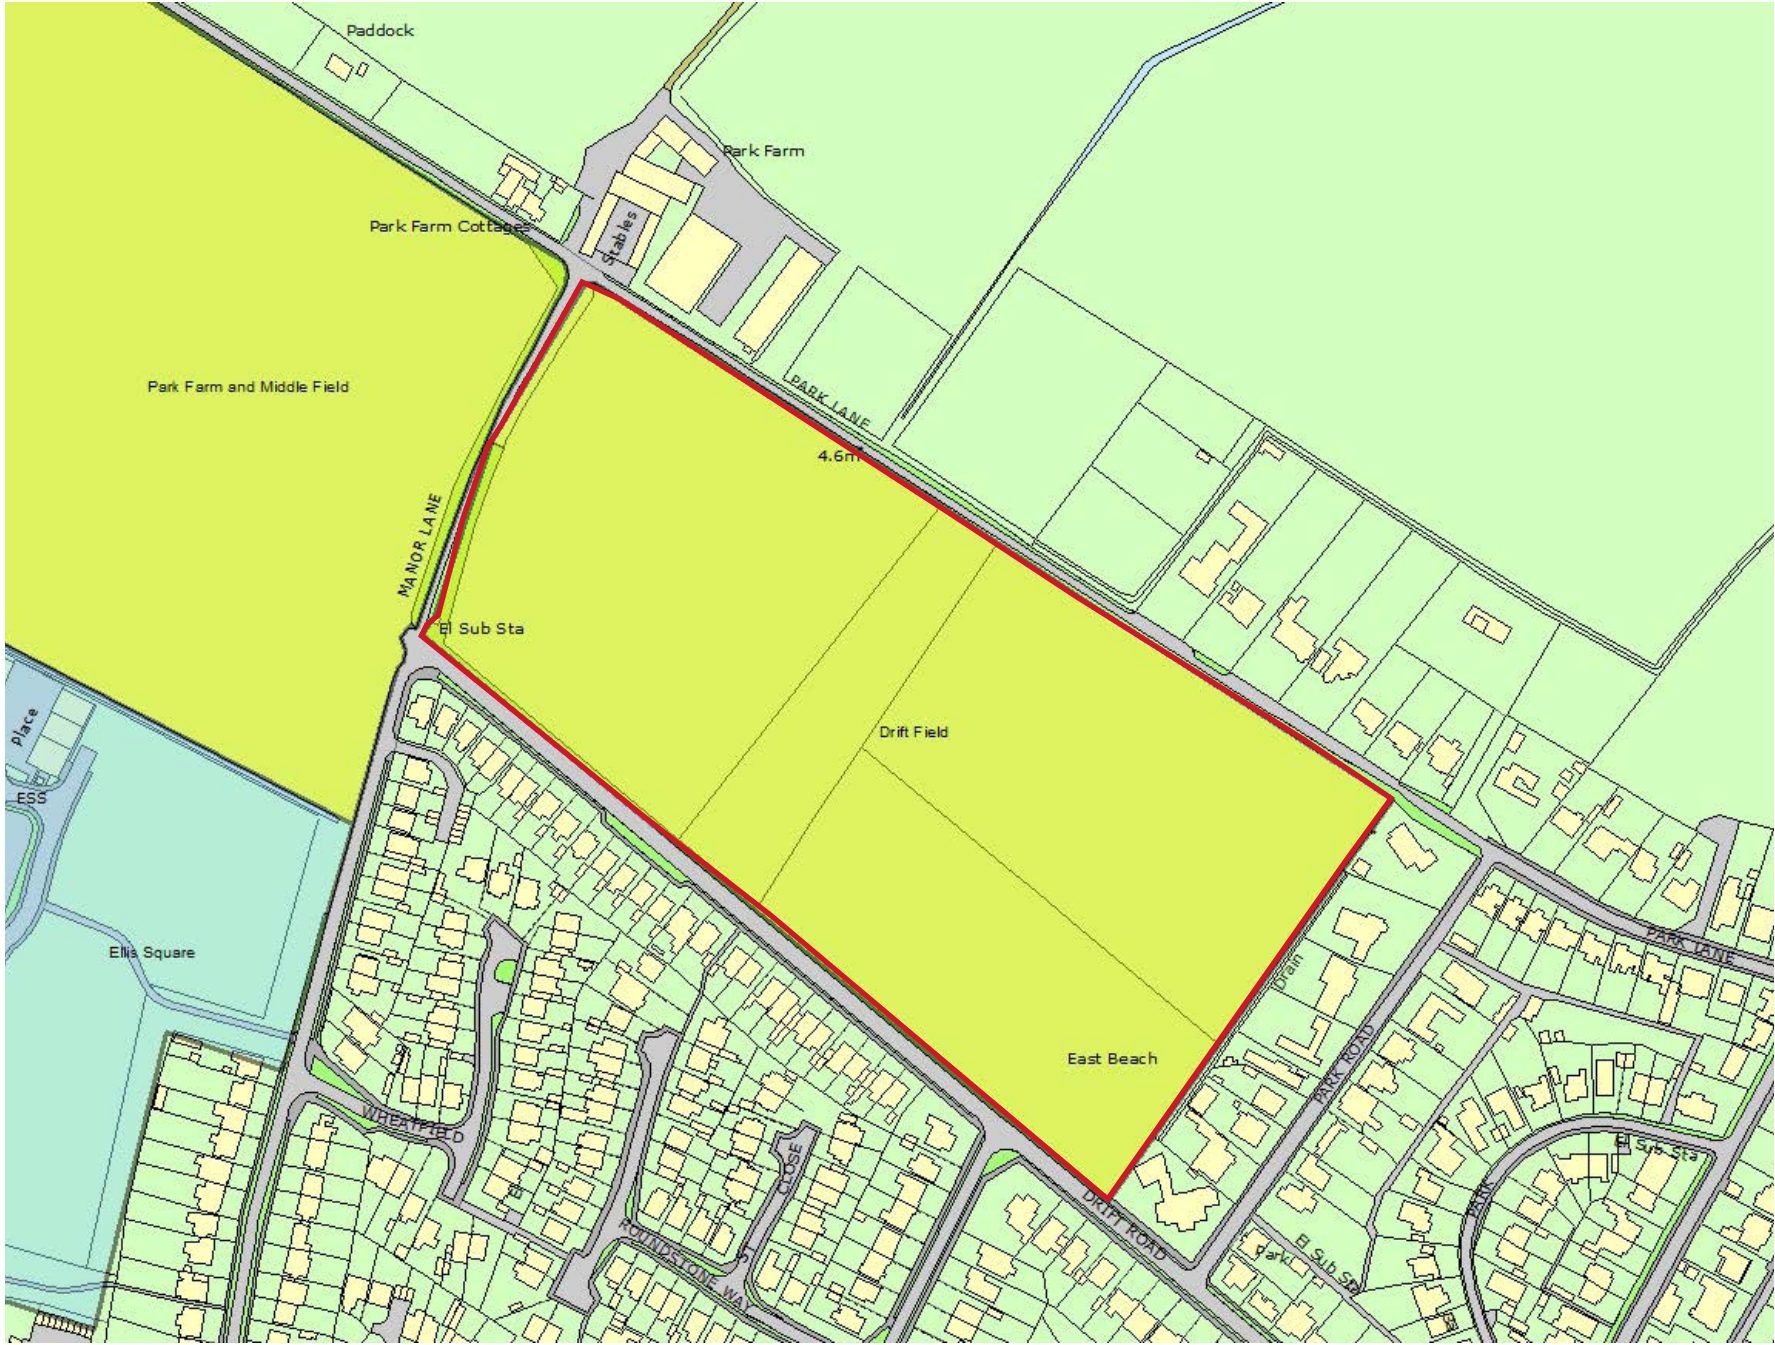 Paddock
Park Farm
Park Farm Cottages
Stables
Park Farm and Middle Field
PARK LANE
4.6m
MANOR LANE
El Sub Sta
Place
Drift Field
ESS
Ellis Square
PARK LANE
Drain
East Beach
PARK ROAD
WHEATFIELD
CLOSE
El Sub Sta
PARK
DRIFT ROAD
ROUNDSTONE WAY
El Sub Sta